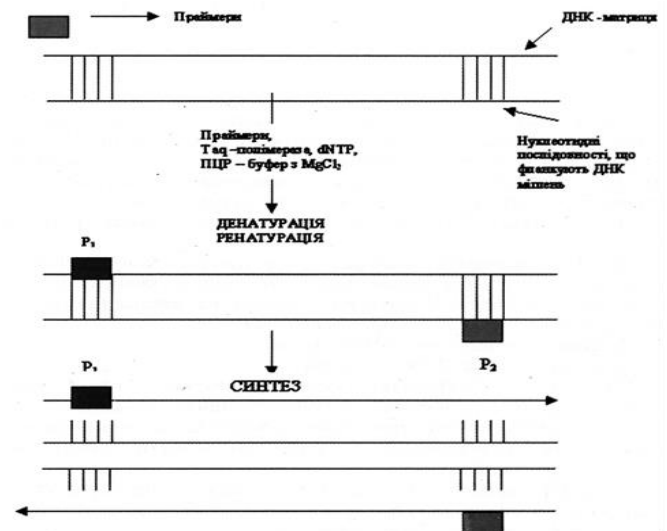 Праймери
ДНК - матриця
Праймери,
Taq –полімераза, dNTP,
ПЦР – буфер з MgCl₂
Нуклеотидні
послідовності, що
фланкують ДНК
мішень
ДЕНАТУРАЦІЯ
РЕНАТУРАЦІЯ
P₁
P₁
P₂
СИНТЕЗ